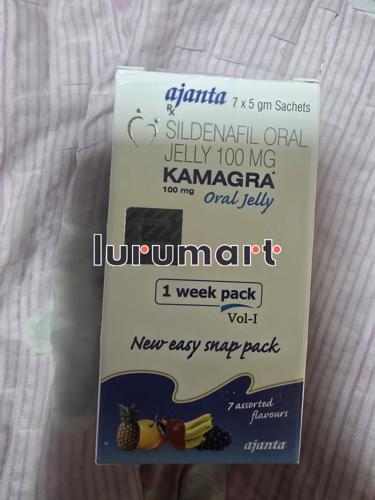 ajanta 7 x 5 gm Sachets
Rx
SILDENAFIL ORAL
JELLY 100 MG
KAMAGRA
100 mg Oral Jelly
lurumart
1 week pack
Vol-I
New easy snap pack
7 assorted
flavours
ajanta